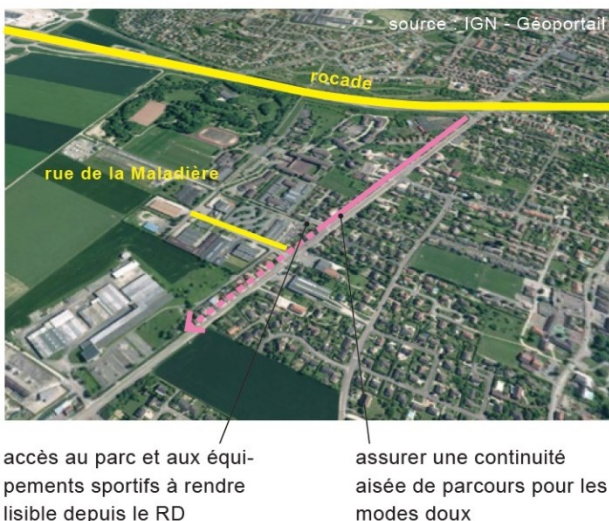 source : IGN - Géoportail
rocade
rue de la Maladière
accès au parc et aux équi-
pements sportifs à rendre
lisible depuis le RD
assurer une continuité
aisée de parcours pour les
modes doux